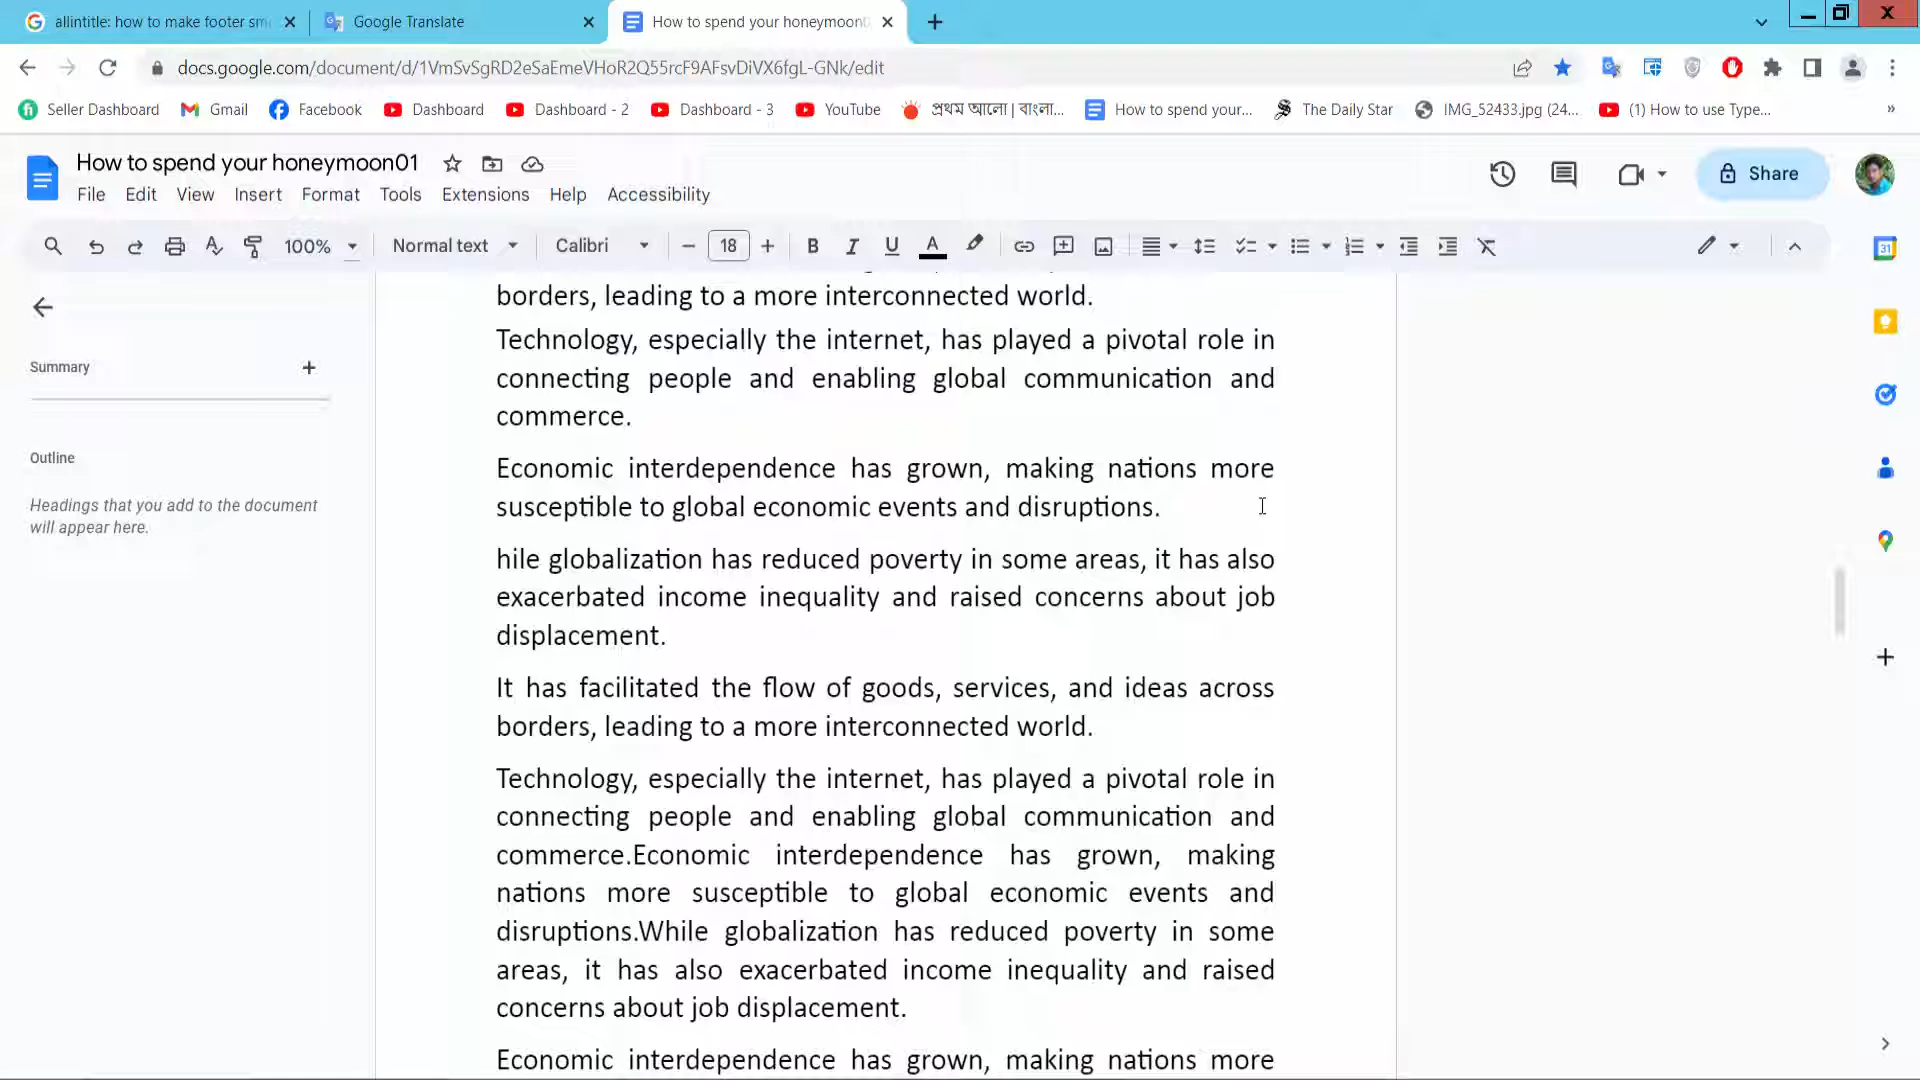 allintitle: how to make footer sm
Google Translate
How to spend your honeymoon
docs.google.com/document/d/1VmSvSgRD2eSaEmeVHoR2Q55rcF9AFsvDiVX6fgL-GNk/edit
Seller Dashboard
Gmail
Facebook
Dashboard
Dashboard - 2
Dashboard - 3
YouTube
প্রথম আলো | বাংলা...
How to spend your...
The Daily Star
IMG_52433.jpg (24...
(1) How to use Type...
»
How to spend your honeymoon01
Share
File Edit View Insert Format Tools Extensions Help Accessibility
100%
Normal text
Calibri
18
31
Summary
Outline
Headings that you add to the document
will appear here.
borders, leading to a more interconnected world.
Technology, especially the internet, has played a pivotal role in
connecting people and enabling global communication and
commerce.
Economic interdependence has grown, making nations more
susceptible to global economic events and disruptions.
hile globalization has reduced poverty in some areas, it has also
exacerbated income inequality and raised concerns about job
displacement.
It has facilitated the flow of goods, services, and ideas across
borders, leading to a more interconnected world.
Technology, especially the internet, has played a pivotal role in
connecting people and enabling global communication and
commerce.Economic interdependence has grown, making
nations more susceptible to global economic events and
disruptions.While globalization has reduced poverty in some
areas, it has also exacerbated income inequality and raised
concerns about job displacement.
Economic interdependence has grown, making nations more